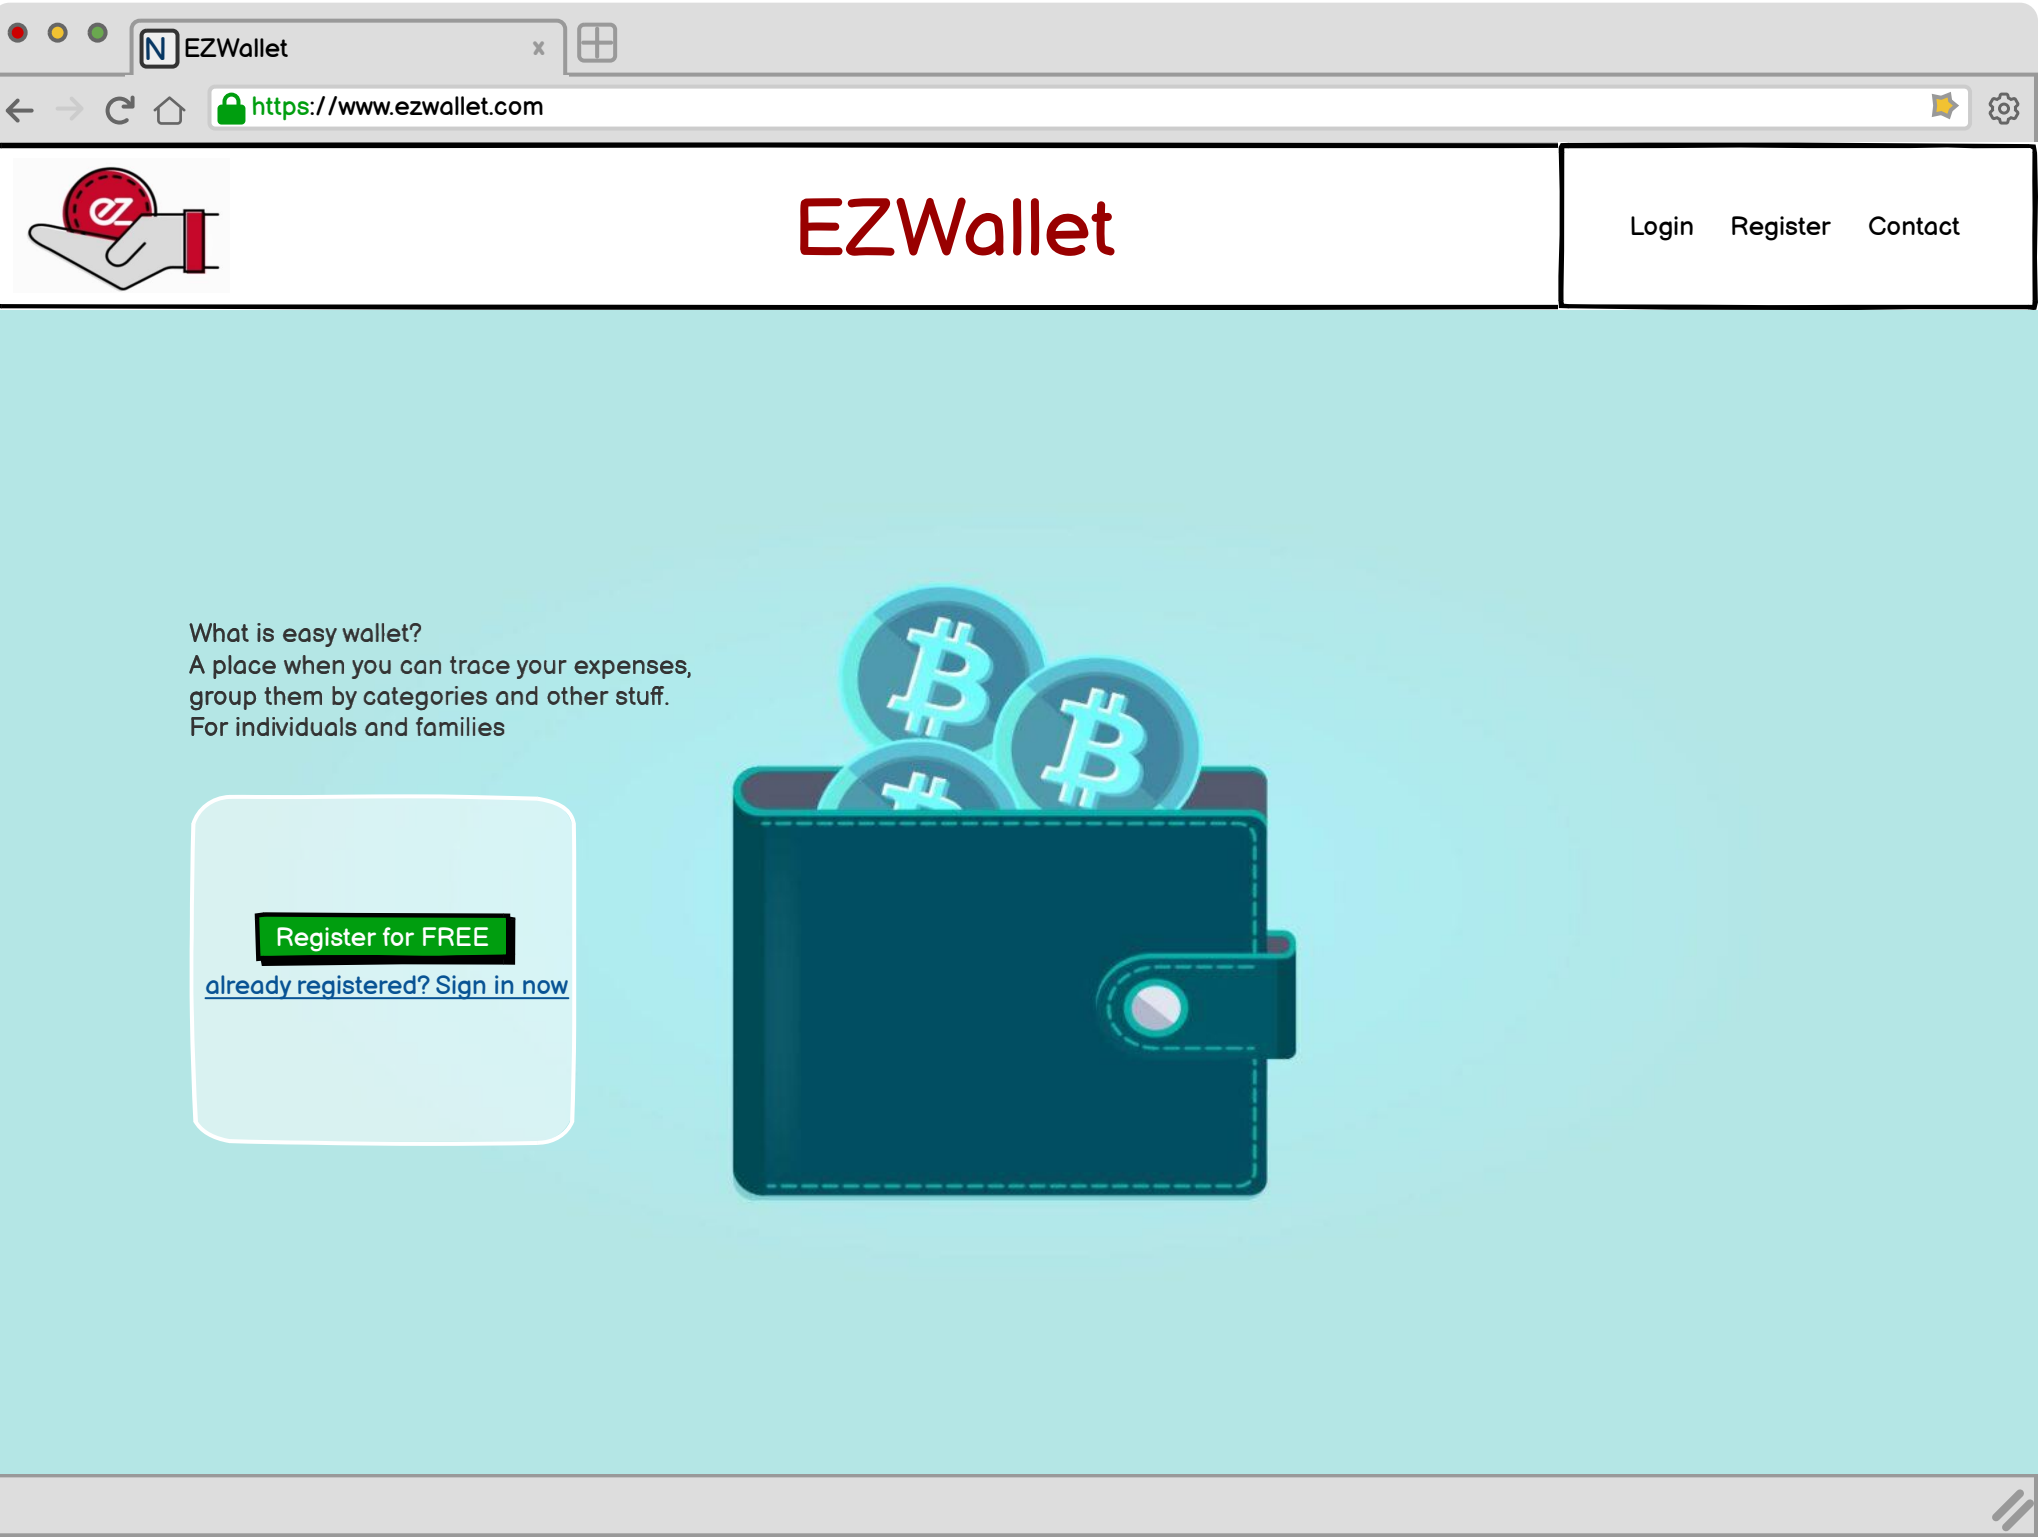 N EZWallet x
https://www.ezwallet.com
ez
EZWallet
Login Register Contact
What is easy wallet?
A place when you can trace your expenses,
group them by categories and other stuff.
For individuals and families
Register for FREE
already registered? Sign in now